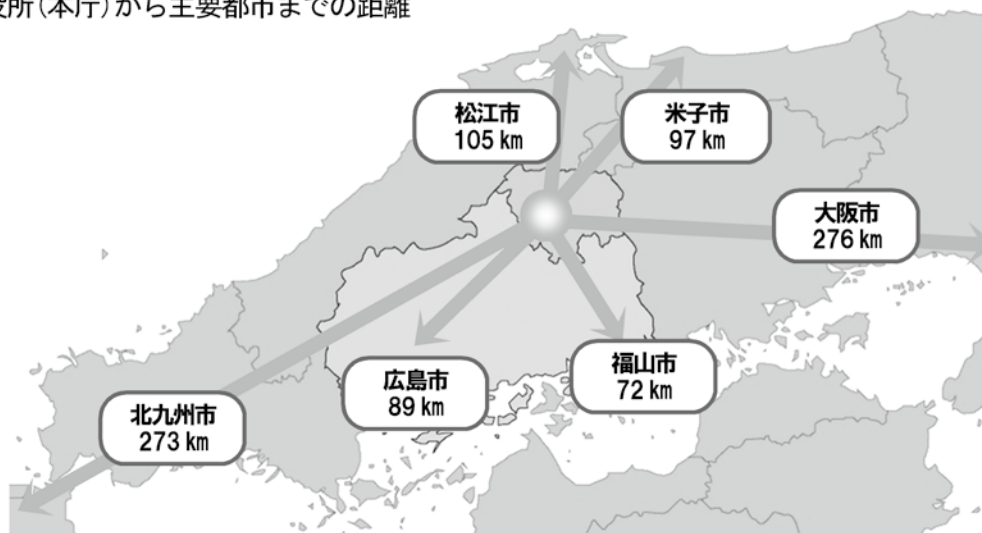 所(本庁)から主要都市までの距離
松江市
105 km
米子市
97 km
大阪市
276 km
広島市
89 km
福山市
72 km
北九州市
273 km